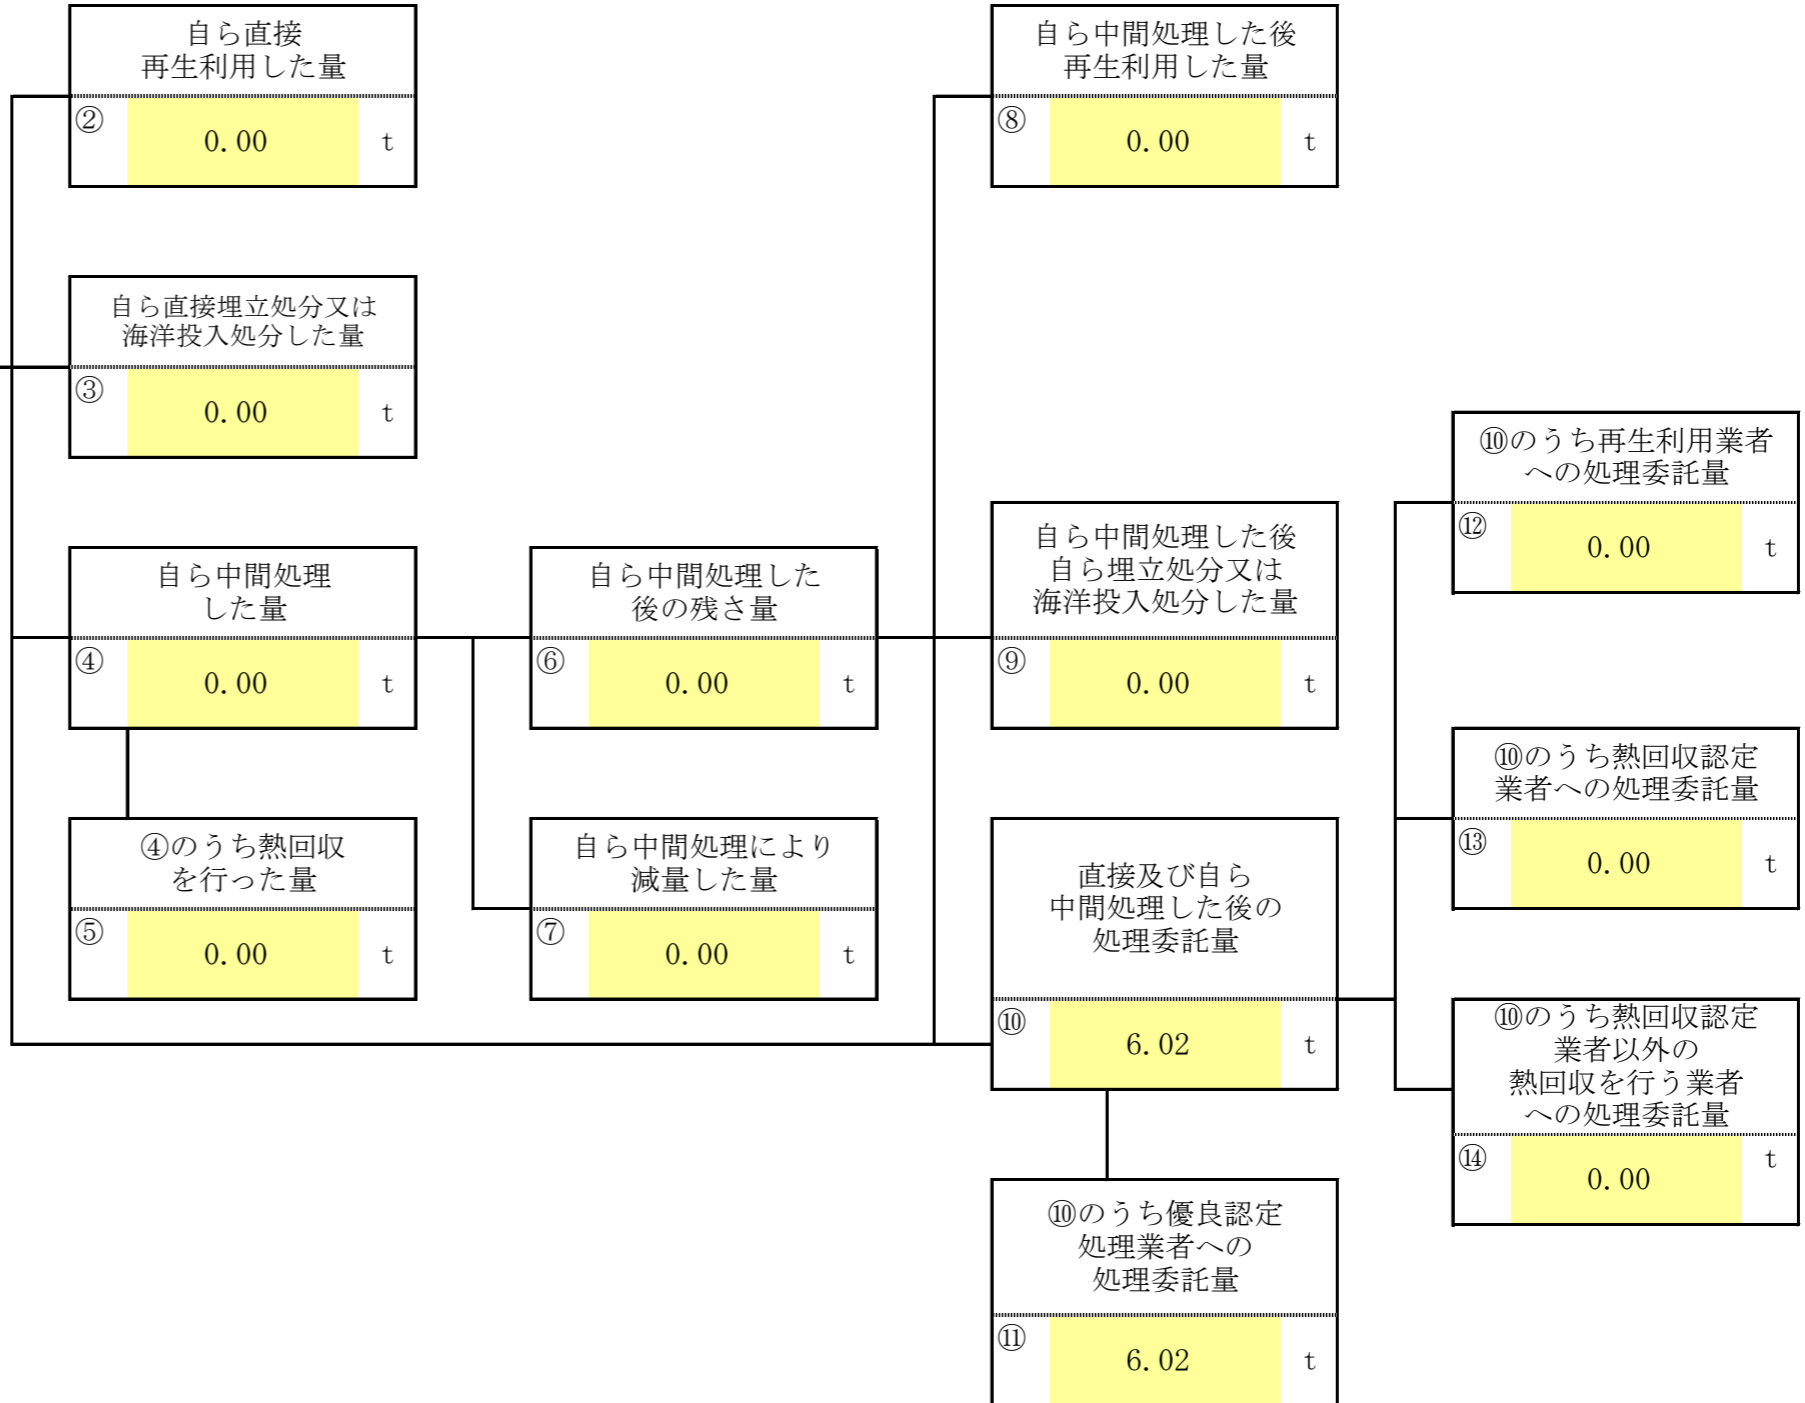 自ら直接
再生利用した量
②
0.00
t
自ら中間処理した後
再生利用した量
⑧
0.00
t
自ら直接埋立処分又は
海洋投入処分した量
③
0.00
t
⑩のうち再生利用業者
への処理委託量
⑫
0.00
t
自ら中間処理
した量
④
0.00
t
自ら中間処理した
後の残さ量
⑥
0.00
t
自ら中間処理した後
自ら埋立処分又は
海洋投入処分した量
⑨
0.00
t
⑩のうち熱回収認定
業者への処理委託量
⑬
0.00
t
④のうち熱回収
を行った量
⑤
0.00
t
自ら中間処理により
減量した量
⑦
0.00
t
直接及び自ら
中間処理した後の
処理委託量
⑩
6.02
t
⑩のうち熱回収認定
業者以外の
熱回収を行う業者
への処理委託量
⑭
0.00
t
⑩のうち優良認定
処理業者への
処理委託量
⑪
6.02
t